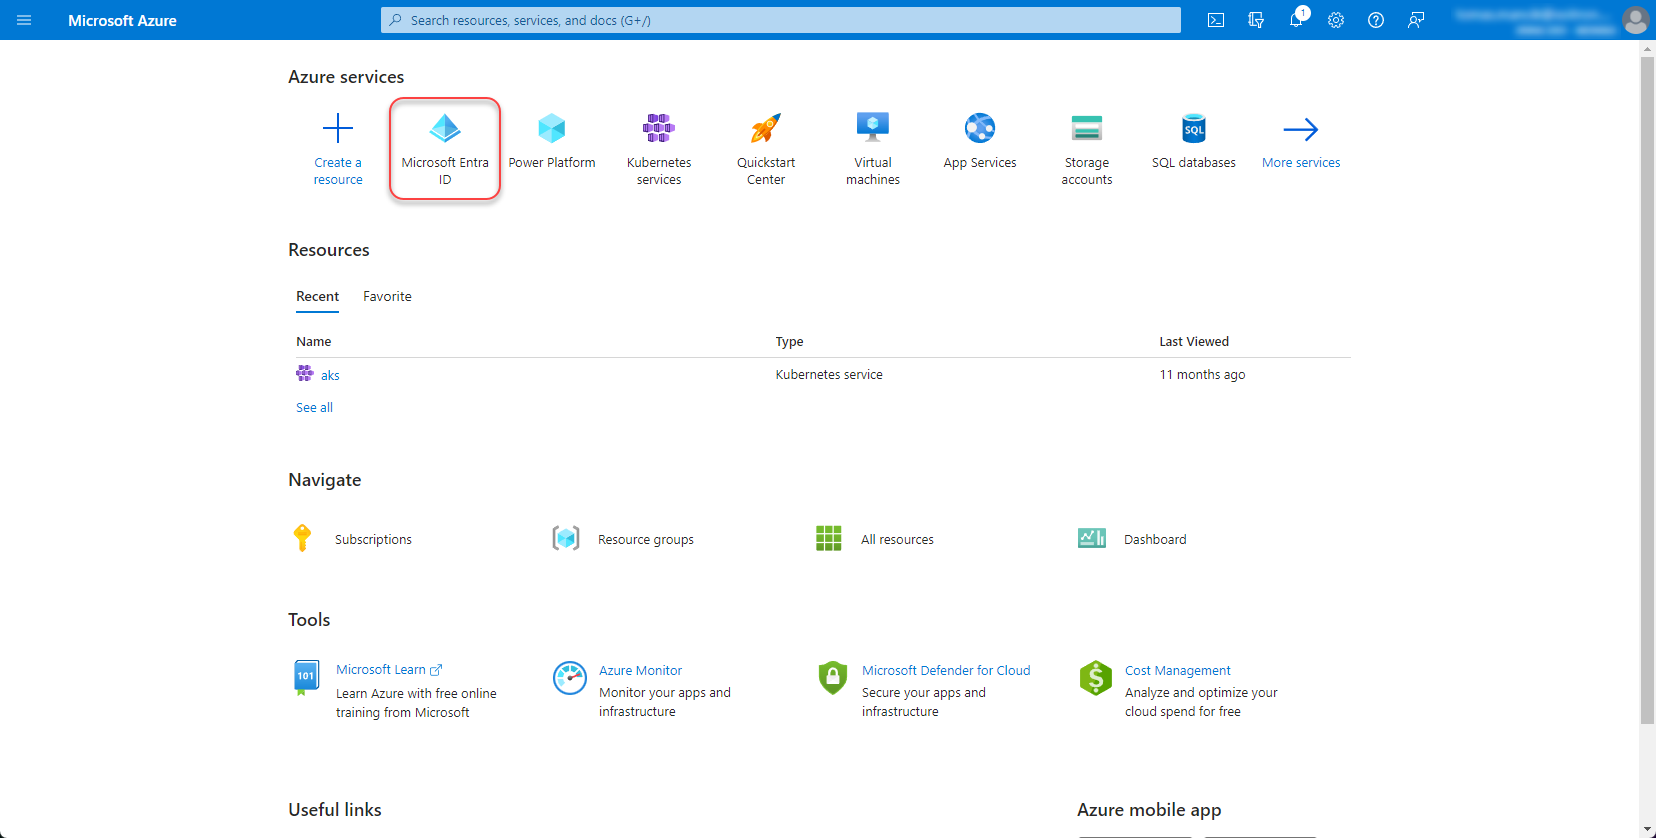 Microsoft Azure
Search resources, services, and docs (G+/)
1
Azure services
Create a
resource
Microsoft Entra
ID
Power Platform
Kubernetes
services
Quickstart
Center
Virtual
machines
App Services
Storage
accounts
SQL
SQL databases
More services
Resources
Recent
Favorite
Name
Type
Last Viewed
aks
Kubernetes service
11 months ago
See all
Navigate
Subscriptions
Resource groups
All resources
Dashboard
Tools
101
Microsoft Learn
Learn Azure with free online
training from Microsoft
Azure Monitor
Monitor your apps and
infrastructure
Microsoft Defender for Cloud
Secure your apps and
infrastructure
$
Cost Management
Analyze and optimize your
cloud spend for free
Useful links
Azure mobile app